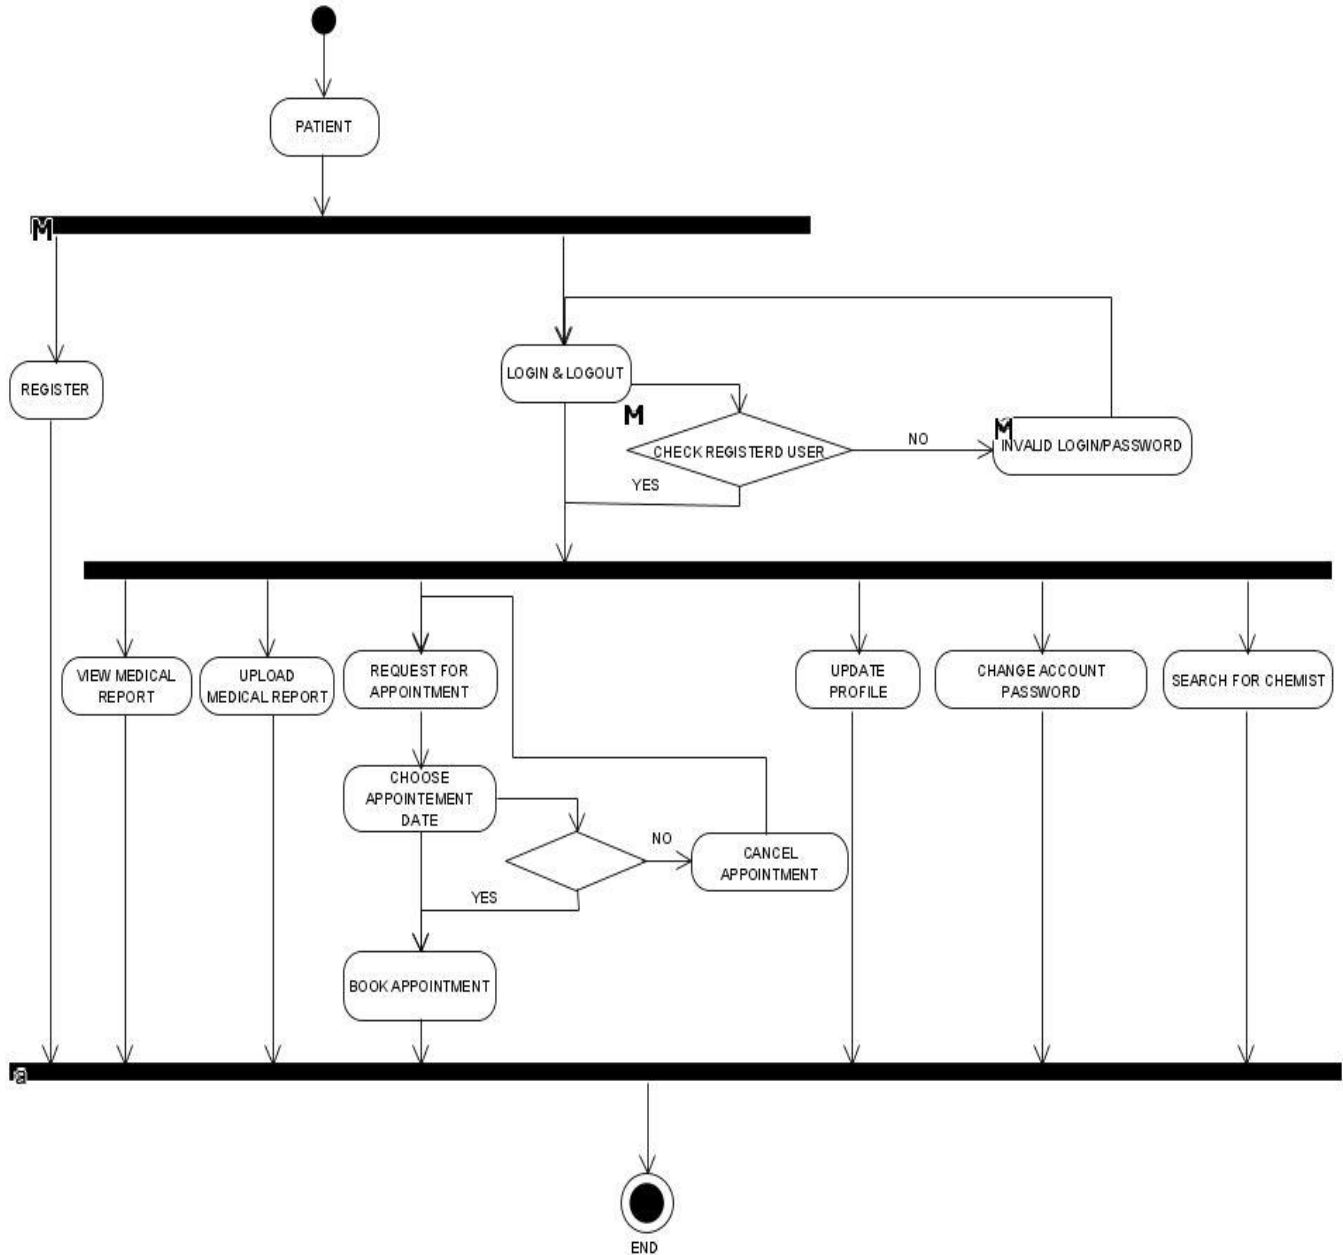 PATIENT
M
REGISTER
LOGIN & LOGOUT
M
CHECK REGISTERD USER
NO
M
INVALID LOGIN/PASSWORD
YES
VIEW MEDICAL
REPORT
UPLOAD
MEDICAL REPORT
REQUEST FOR
APPOINTMENT
UPDATE
PROFILE
CHANGE ACCOUNT
PASSWORD
SEARCH FOR CHEMIST
CHOOSE
APPOINTEMENT
DATE
NO
CANCEL
APPOINTMENT
YES
BOOK APPOINTMENT
a
END